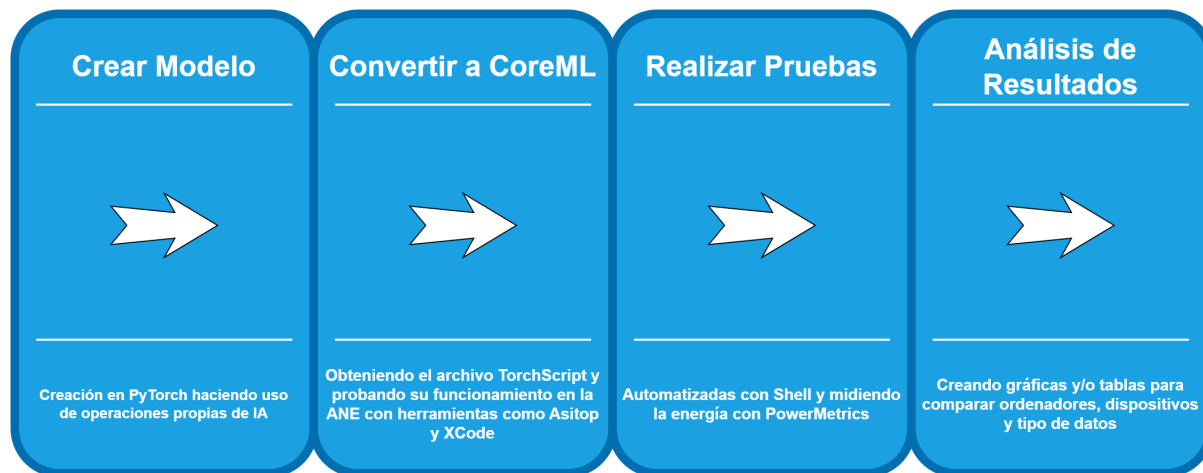 Crear Modelo
Creación en PyTorch haciendo uso
de operaciones propias de IA
Convertir a CoreML
Obteniendo el archivo TorchScript y
probando su funcionamiento en la
ANE con herramientas como Asitop
y XCode
Realizar Pruebas
Automatizadas con Shell y midiendo
la energía con PowerMetrics
Análisis de
Resultados
Creando gráficas y/o tablas para
comparar ordenadores, dispositivos
y tipo de datos